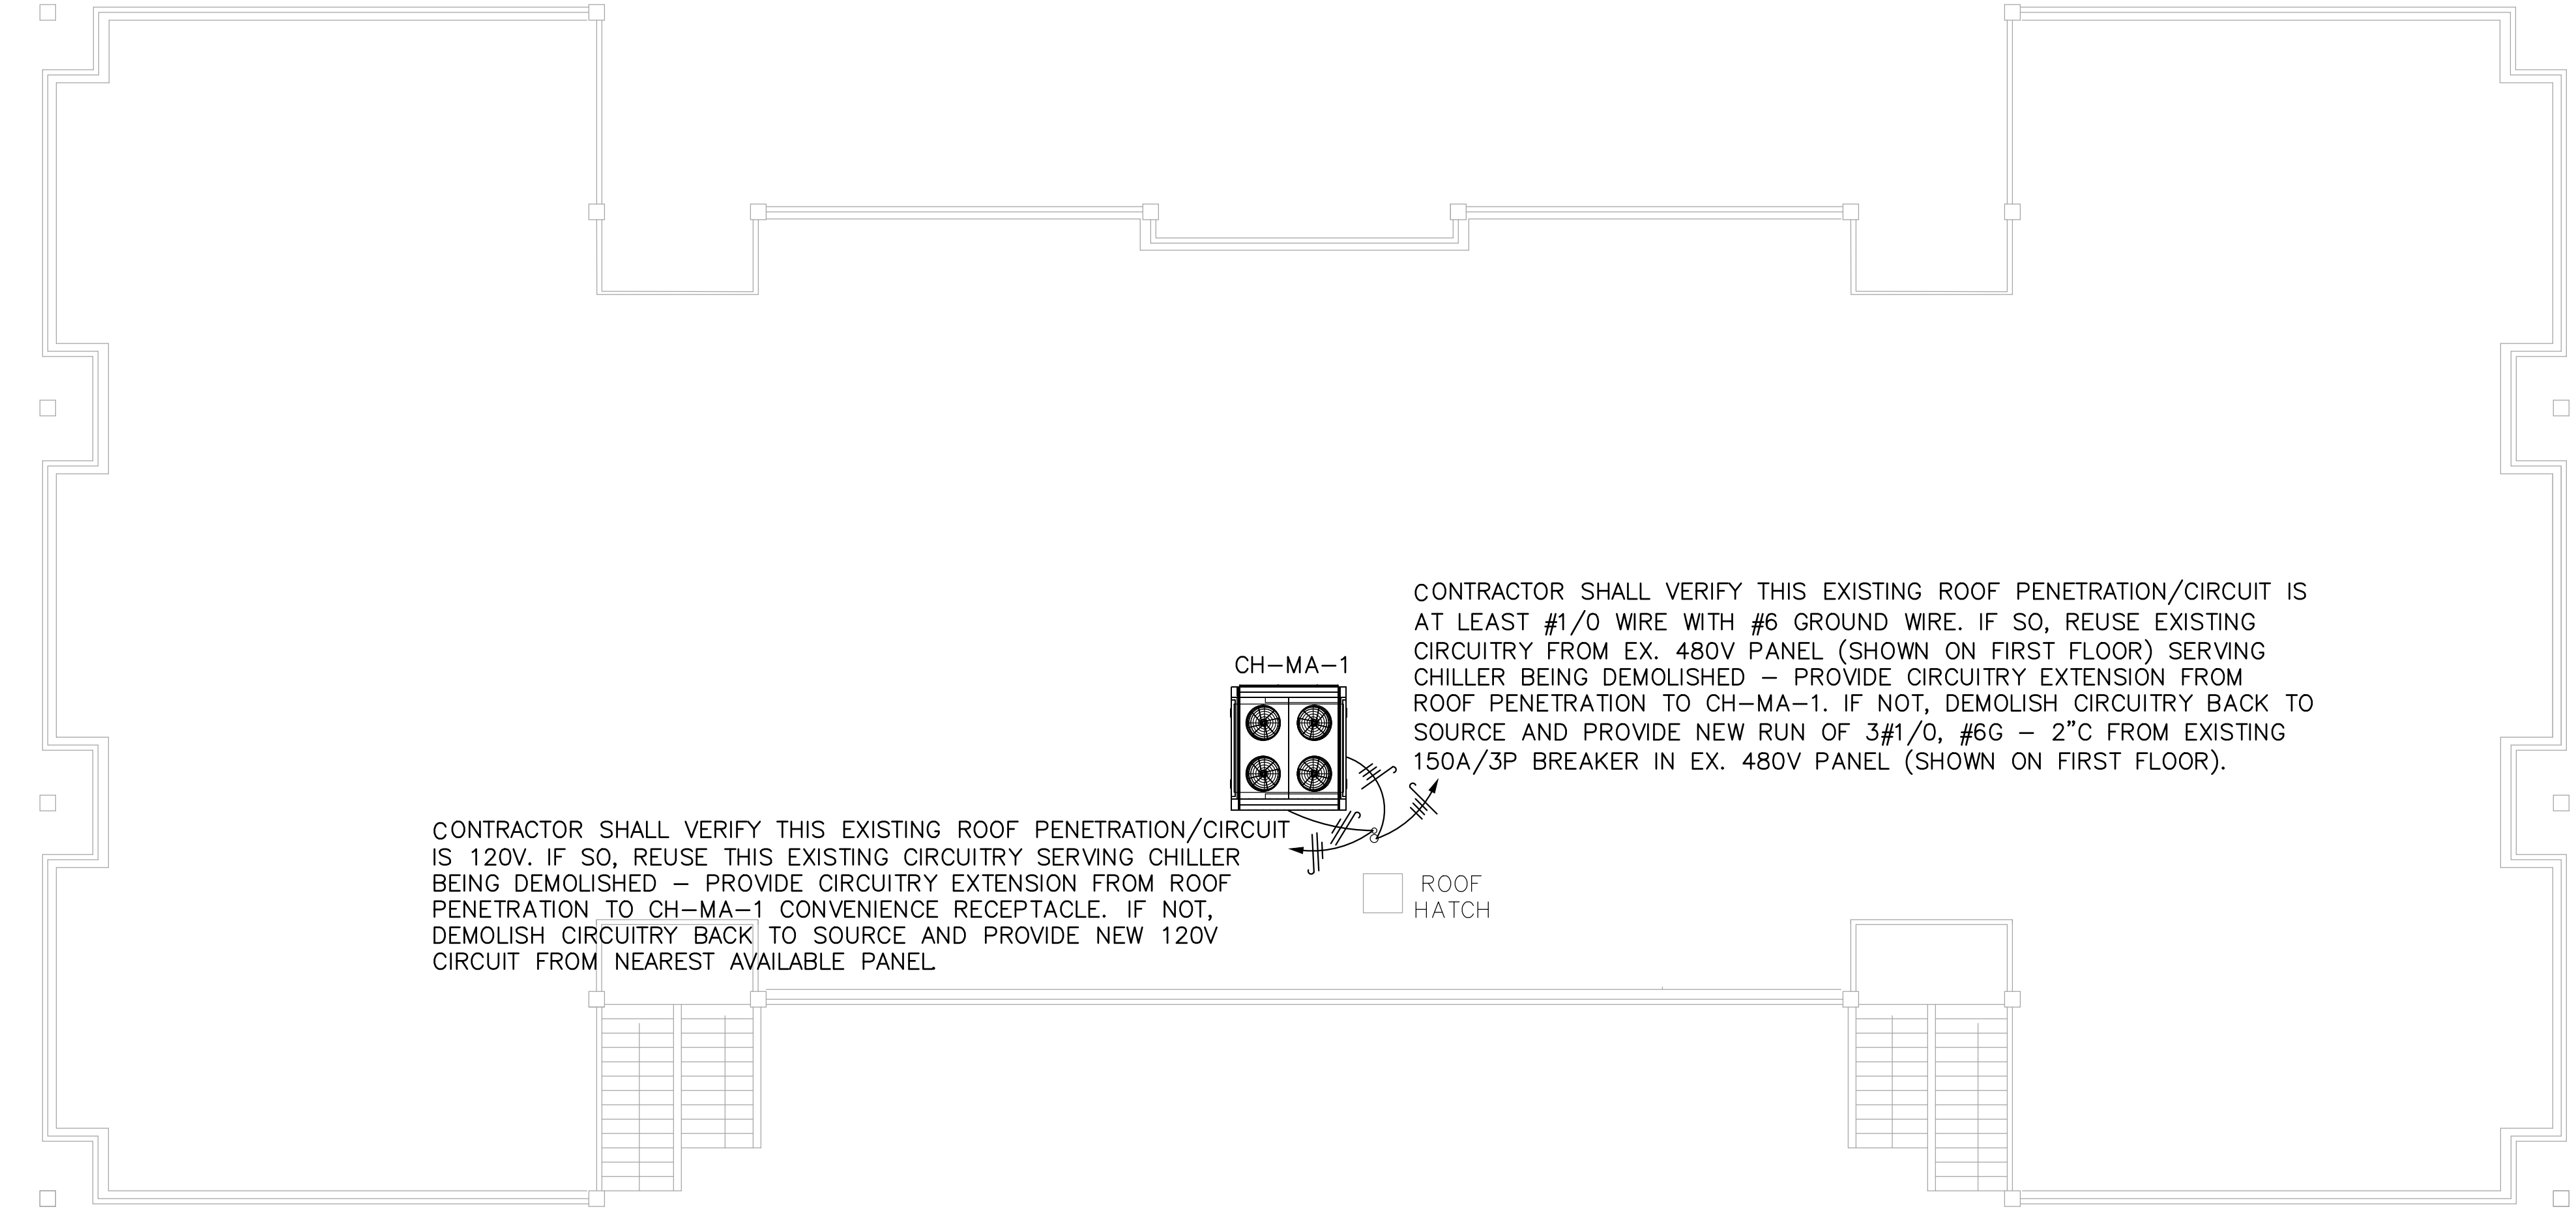 CONTRACTOR SHALL VERIFY THIS EXISTING ROOF PENETRATION/CIRCUIT IS
AT LEAST #1/0 WIRE WITH #6 GROUND WIRE. IF SO, REUSE EXISTING
CIRCUITRY FROM EX. 480V PANEL (SHOWN ON FIRST FLOOR) SERVING
CHILLER BEING DEMOLISHED – PROVIDE CIRCUITRY EXTENSION FROM
ROOF PENETRATION TO CH–MA–1. IF NOT, DEMOLISH CIRCUITRY BACK TO
SOURCE AND PROVIDE NEW RUN OF 3#1/0, #6G – 2"C FROM EXISTING
150A/3P BREAKER IN EX. 480V PANEL (SHOWN ON FIRST FLOOR).
CH–MA–1
CONTRACTOR SHALL VERIFY THIS EXISTING ROOF PENETRATION/CIRCUIT
IS 120V. IF SO, REUSE THIS EXISTING CIRCUITRY SERVING CHILLER
BEING DEMOLISHED – PROVIDE CIRCUITRY EXTENSION FROM ROOF
PENETRATION TO CH–MA–1 CONVENIENCE RECEPTACLE. IF NOT,
DEMOLISH CIRCUITRY BACK TO SOURCE AND PROVIDE NEW 120V
CIRCUIT FROM NEAREST AVAILABLE PANEL.
ROOF
HATCH